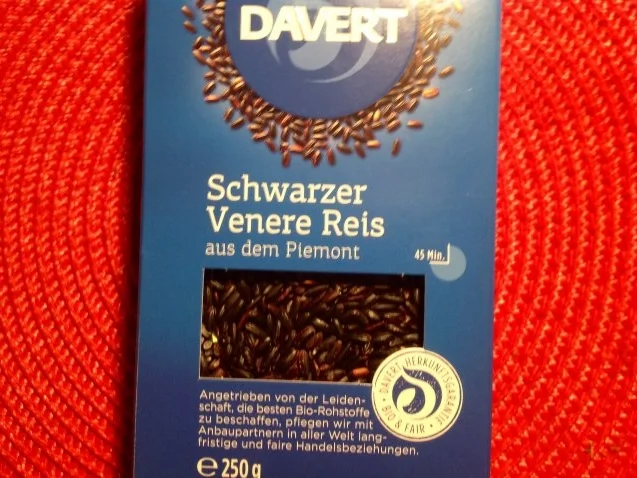 DAVERT
Schwarzer
Venere Reis
aus dem Piemont
45 Min.
Angetrieben von der Leiden-
schaft, die besten Bio-Rohstoffe
zu beschaffen, pflegen wir mit
Anbaupartnern in aller Welt lang-
fristige und faire Handelsbeziehungen.
DAVERT HERKUNFTSGARANTIE
BIO & FAIR
e 250 g